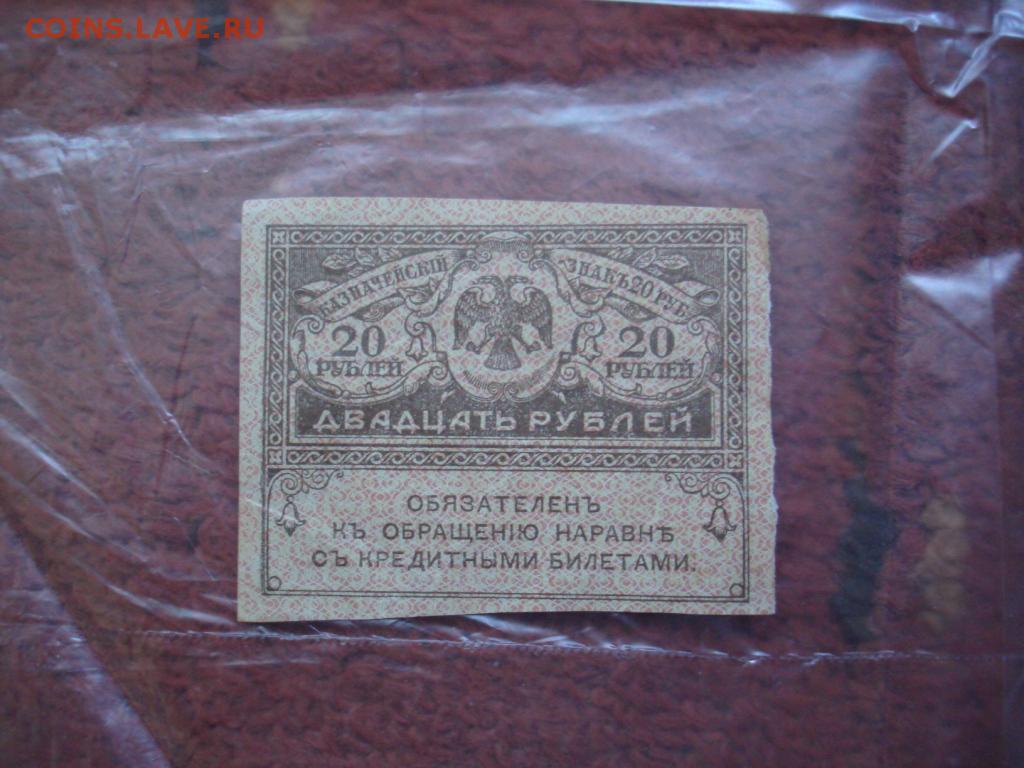 COINS.LAVE.RU
КАЗНАЧЕЙСКІЙ ЗНАКЪ 20 РУБ.
20 20
РУБЛЕЙ РУБЛЕЙ
ДВАДЦАТЬ РУБЛЕЙ
ОБЯЗАТЕЛЕНЪ
КЪ ОБРАЩЕНІЮ НАРАВНѢ
СЪ КРЕДИТНЫМИ БИЛЕТАМИ.